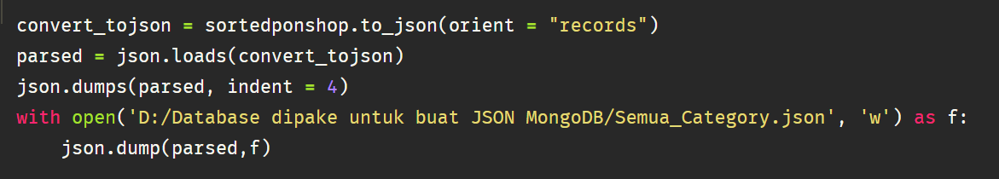 convert_tojson = sortedponshop.to_json(orient = "records")
parsed = json.loads(convert_tojson)
json.dumps(parsed, indent = 4)
with open('D:/Database dipake untuk buat JSON MongoDB/Semua_Category.json', 'w') as f:
    json.dump(parsed,f)